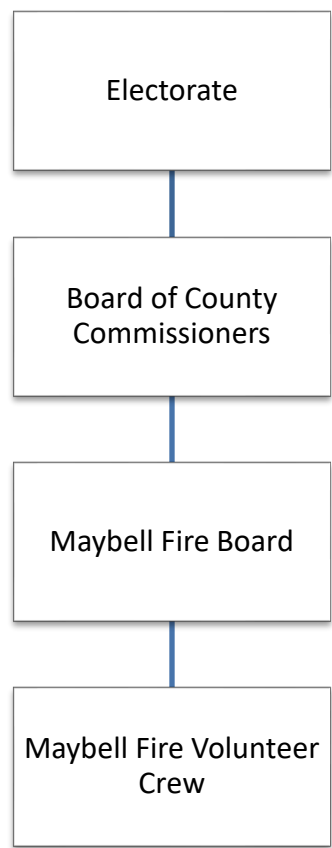 Electorate
Board of County
Commissioners
Maybell Fire Board
Maybell Fire Volunteer
Crew